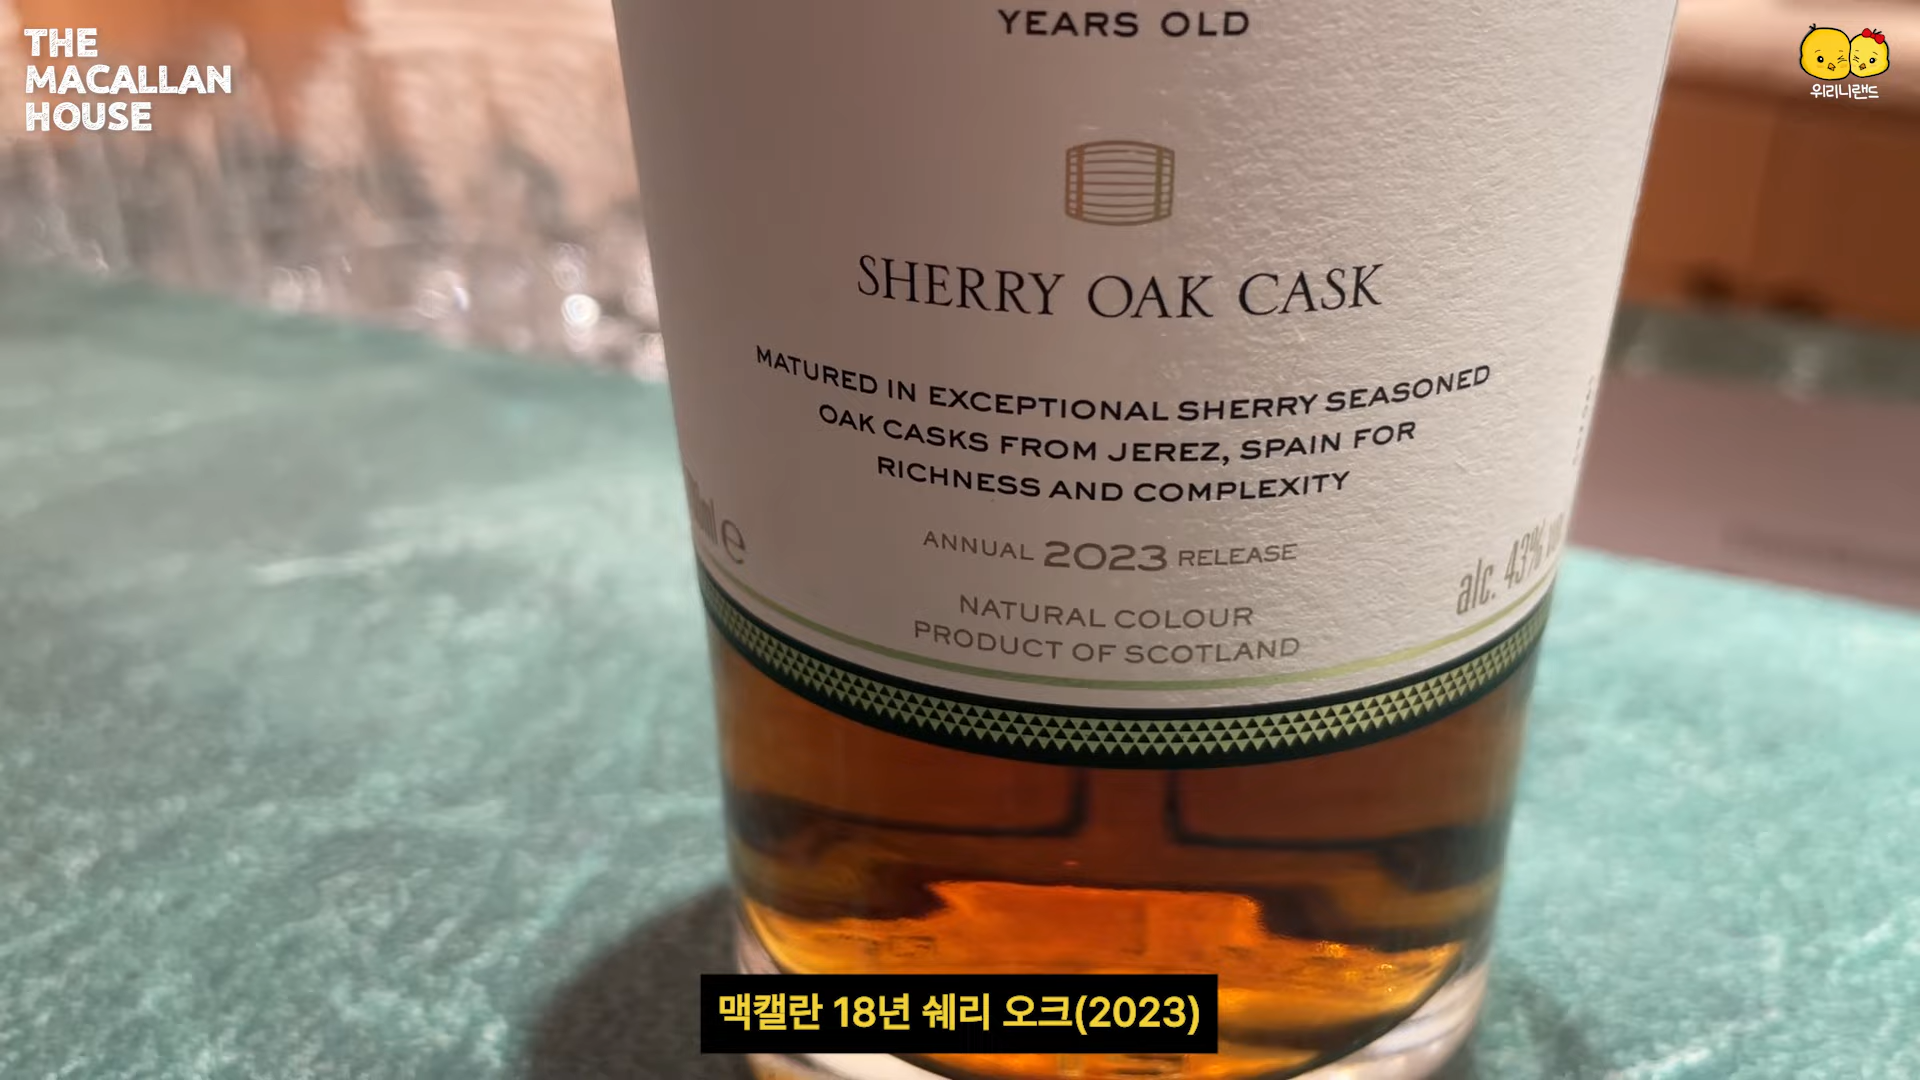 THE
MACALLAN
HOUSE
위리니랜드
YEARS OLD
SHERRY OAK CASK
MATURED IN EXCEPTIONAL SHERRY SEASONED
OAK CASKS FROM JEREZ, SPAIN FOR
RICHNESS AND COMPLEXITY
ANNUAL 2023 RELEASE
NATURAL COLOUR
PRODUCT OF SCOTLAND
ml e
alc. 43%
맥캘란 18년 쉐리 오크(2023)